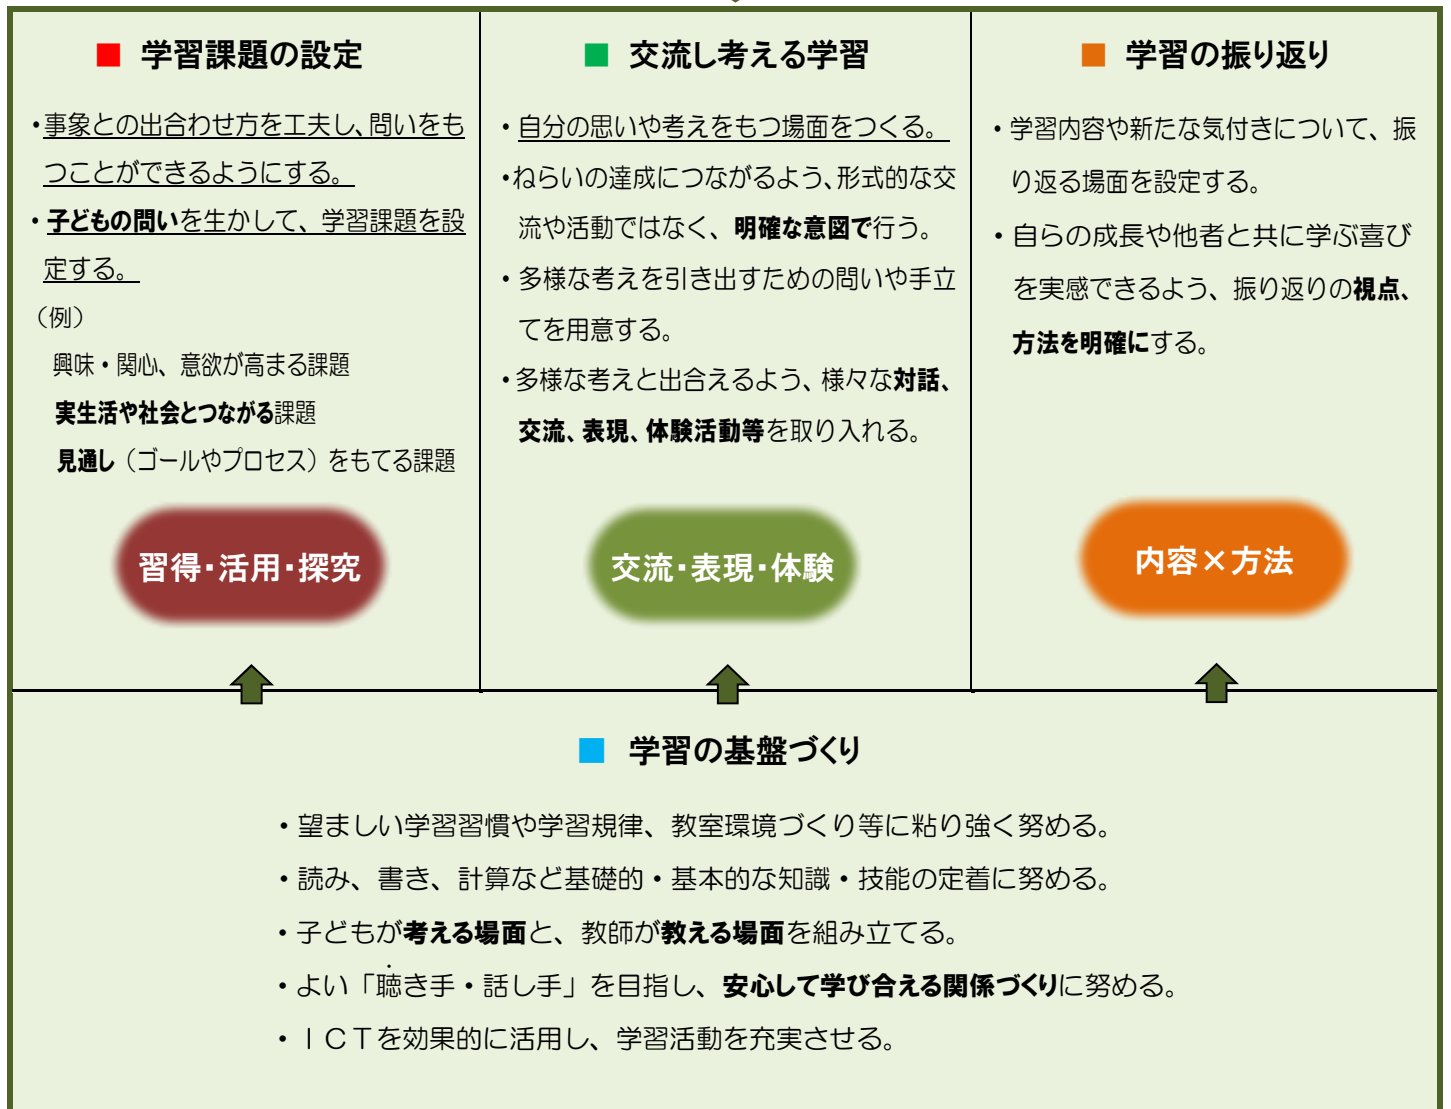 ■ 学習課題の設定
・事象との出合わせ方を工夫し、問いをも
つことができるようにする。
・子どもの問いを生かして、学習課題を設
定する。
（例）
興味・関心、意欲が高まる課題
実生活や社会とつながる課題
見通し（ゴールやプロセス）をもてる課題
習得・活用・探究
■ 交流し考える学習
・自分の思いや考えをもつ場面をつくる。
・ねらいの達成につながるよう、形式的な交
流や活動ではなく、明確な意図で行う。
・多様な考えを引き出すための問いや手立
てを用意する。
・多様な考えと出合えるよう、様々な対話、
交流、表現、体験活動等を取り入れる。
交流・表現・体験
■ 学習の振り返り
・学習内容や新たな気付きについて、振
り返る場面を設定する。
・自らの成長や他者と共に学ぶ喜び
を実感できるよう、振り返りの視点、
方法を明確にする。
内容×方法
■ 学習の基盤づくり
・望ましい学習習慣や学習規律、教室環境づくり等に粘り強く努める。
・読み、書き、計算など基礎的・基本的な知識・技能の定着に努める。
・子どもが考える場面と、教師が教える場面を組み立てる。
・よい「聴き手・話し手」を目指し、安心して学び合える関係づくりに努める。
・ＩＣＴを効果的に活用し、学習活動を充実させる。